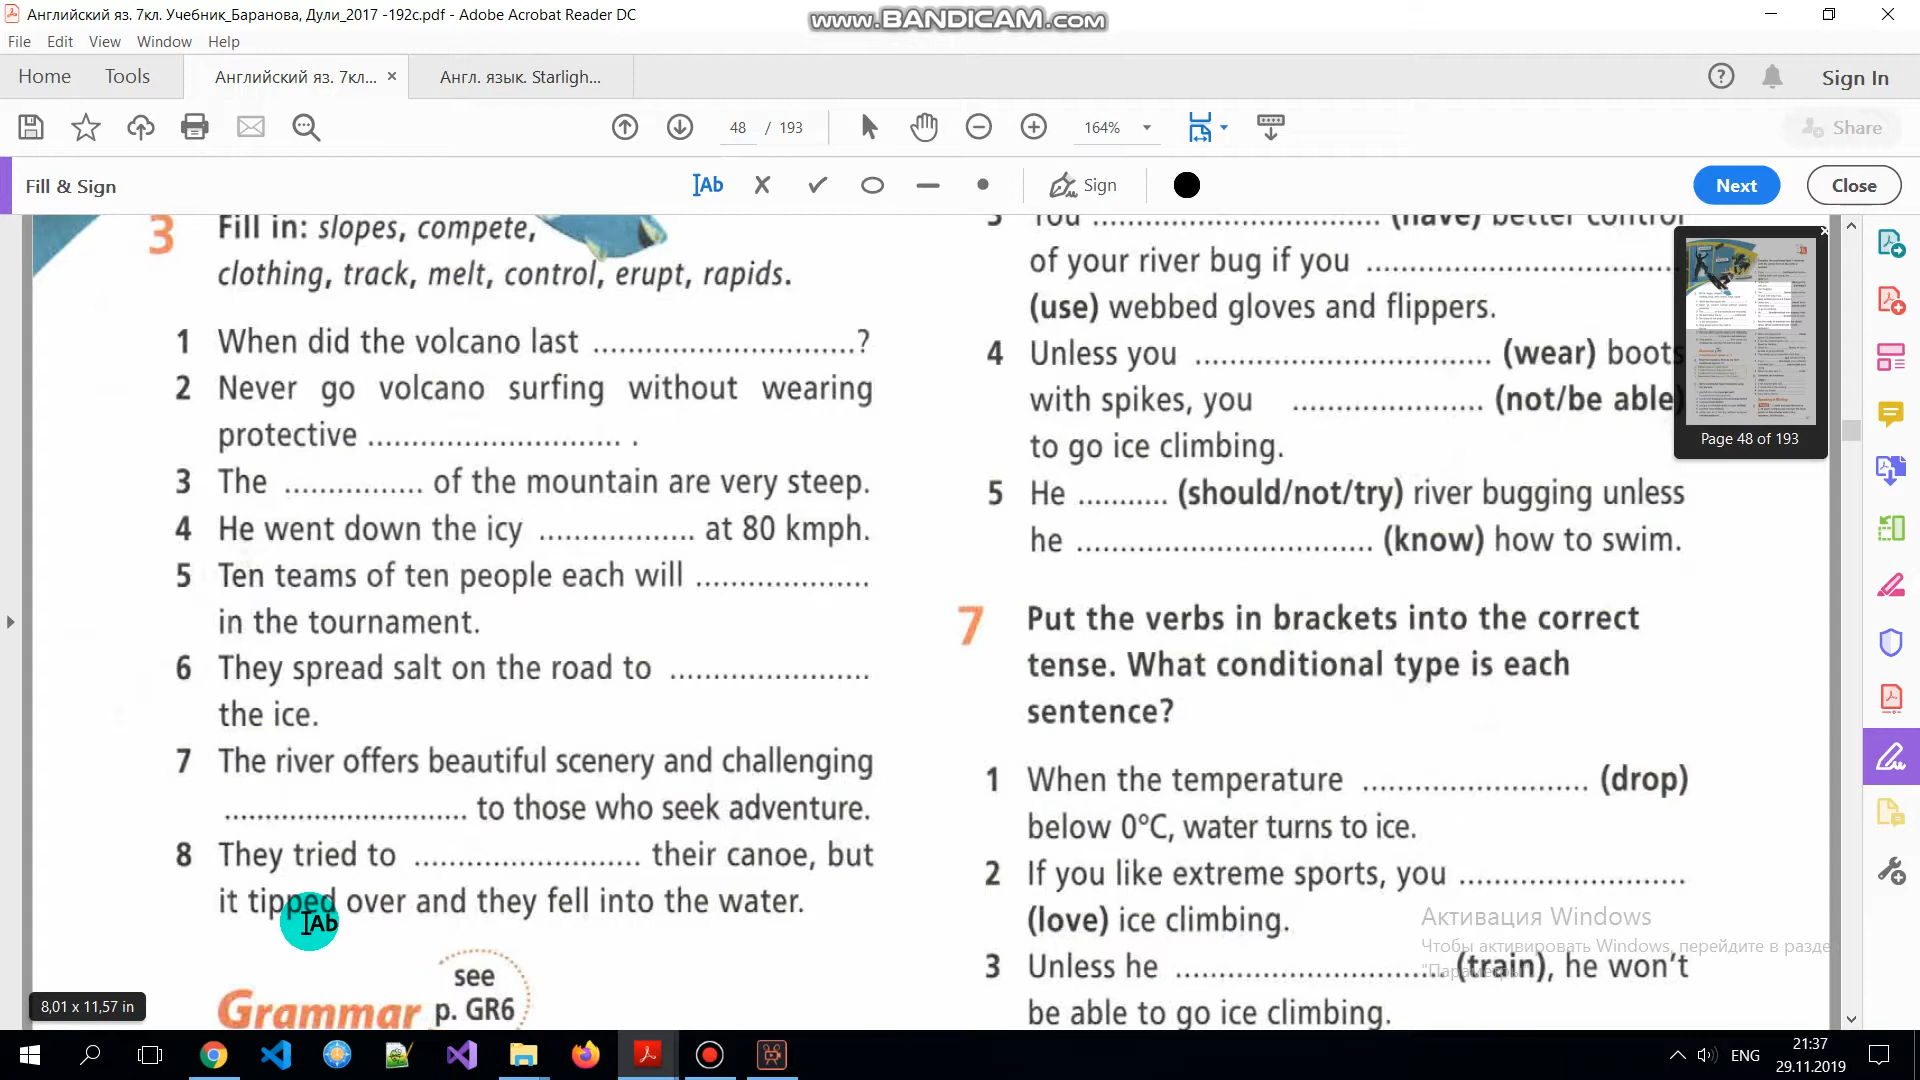 Английский яз. 7кл. Учебник_Баранова, Дули_2017 -192с.pdf - Adobe Acrobat Reader DC
www.BANDICAM.com
File Edit View Window Help
Home Tools Английский яз. 7кл... × Англ. язык. Starligh... Sign In
48 / 193 164% Share
Fill & Sign Ab Sign Next Close
3 Fill in: slopes, compete,
clothing, track, melt, control, erupt, rapids.
1 When did the volcano last ............................?
2 Never go volcano surfing without wearing
protective ........................... .
3 The ............... of the mountain are very steep.
4 He went down the icy ................. at 80 kmph.
5 Ten teams of ten people each will ...................
in the tournament.
6 They spread salt on the road to ......................
the ice.
7 The river offers beautiful scenery and challenging
.......................... to those who seek adventure.
8 They tried to ......................... their canoe, but
it tipped over and they fell into the water.
Ab
Grammar see
p. GR6
8,01 x 11,57 in
You ............................... (have) better control
of your river bug if you ..................................
(use) webbed gloves and flippers.
4 Unless you ................................ (wear) boots
with spikes, you ..................... (not/be able)
to go ice climbing.
5 He ........... (should/not/try) river bugging unless
he ................................ (know) how to swim.
7 Put the verbs in brackets into the correct
tense. What conditional type is each
sentence?
1 When the temperature ......................... (drop)
below 0°C, water turns to ice.
2 If you like extreme sports, you .........................
(love) ice climbing.
3 Unless he ............................. (train), he won't
be able to go ice climbing.
Page 48 of 193
Активация Windows
Чтобы активировать Windows, перейдите в разде
"Параметры".
ENG
21:37
29.11.2019